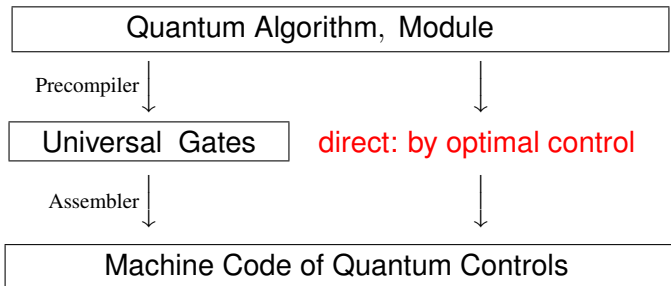 Quantum Algorithm, Module
Precompiler
Universal Gates direct: by optimal control
Assembler
Machine Code of Quantum Controls